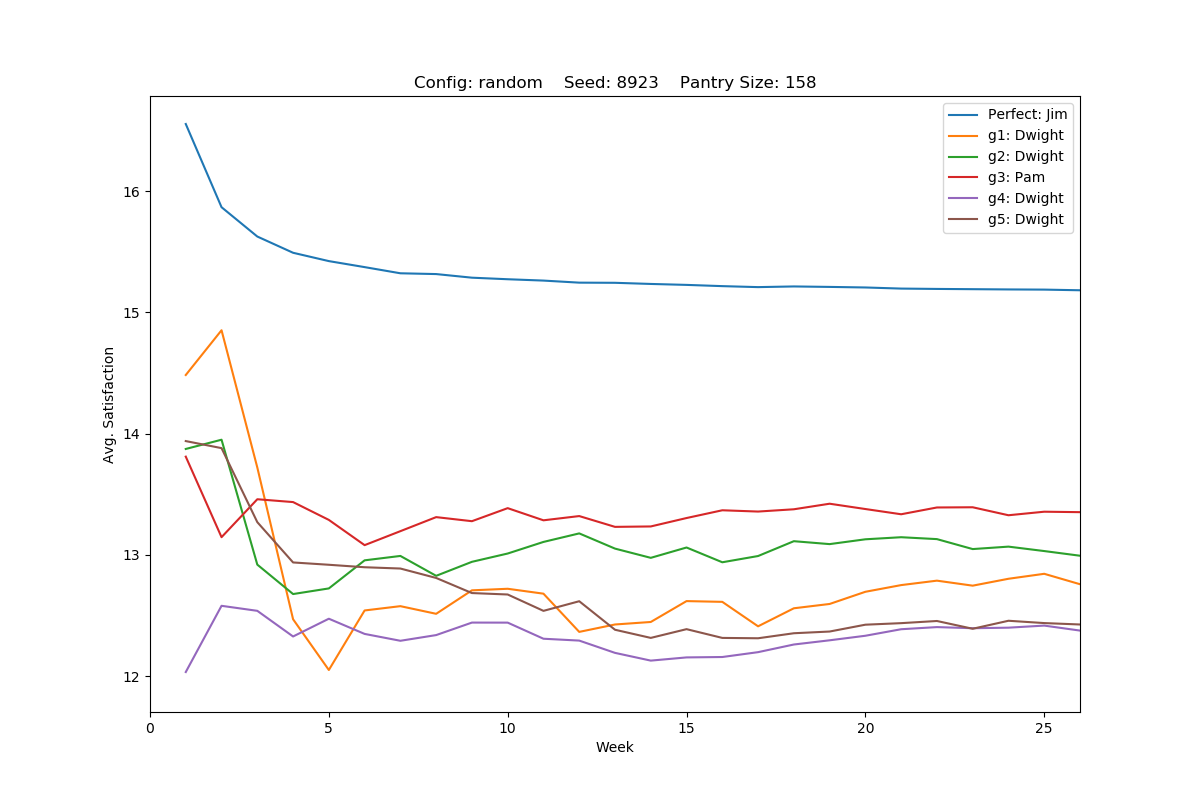 Config: random    Seed: 8923    Pantry Size: 158
Perfect: Jim
g1: Dwight
g2: Dwight
g3: Pam
g4: Dwight
g5: Dwight
16
15
14
13
12
Avg. Satisfaction
0 5 10 15 20 25
Week